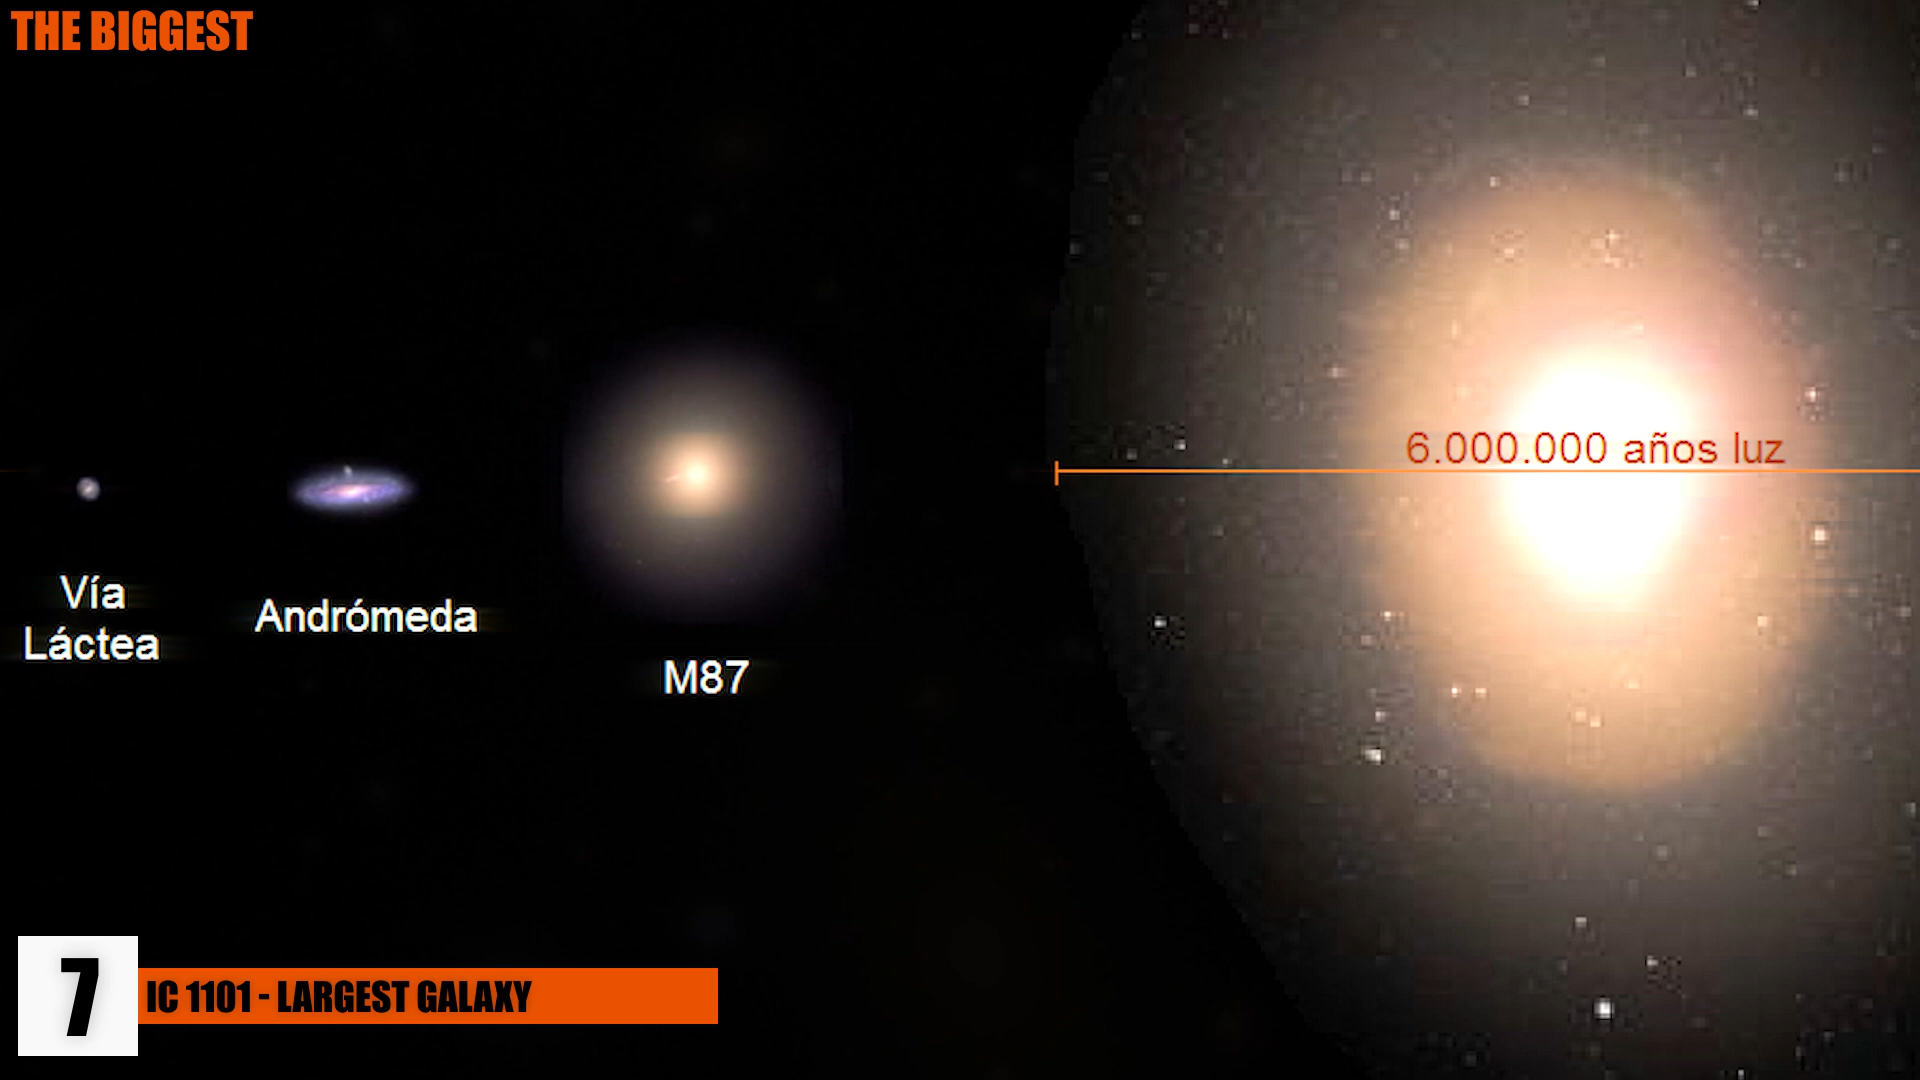 THE BIGGEST
6.000.000 años luz
Vía
Láctea
Andrómeda
M87
7
IC 1101 - LARGEST GALAXY